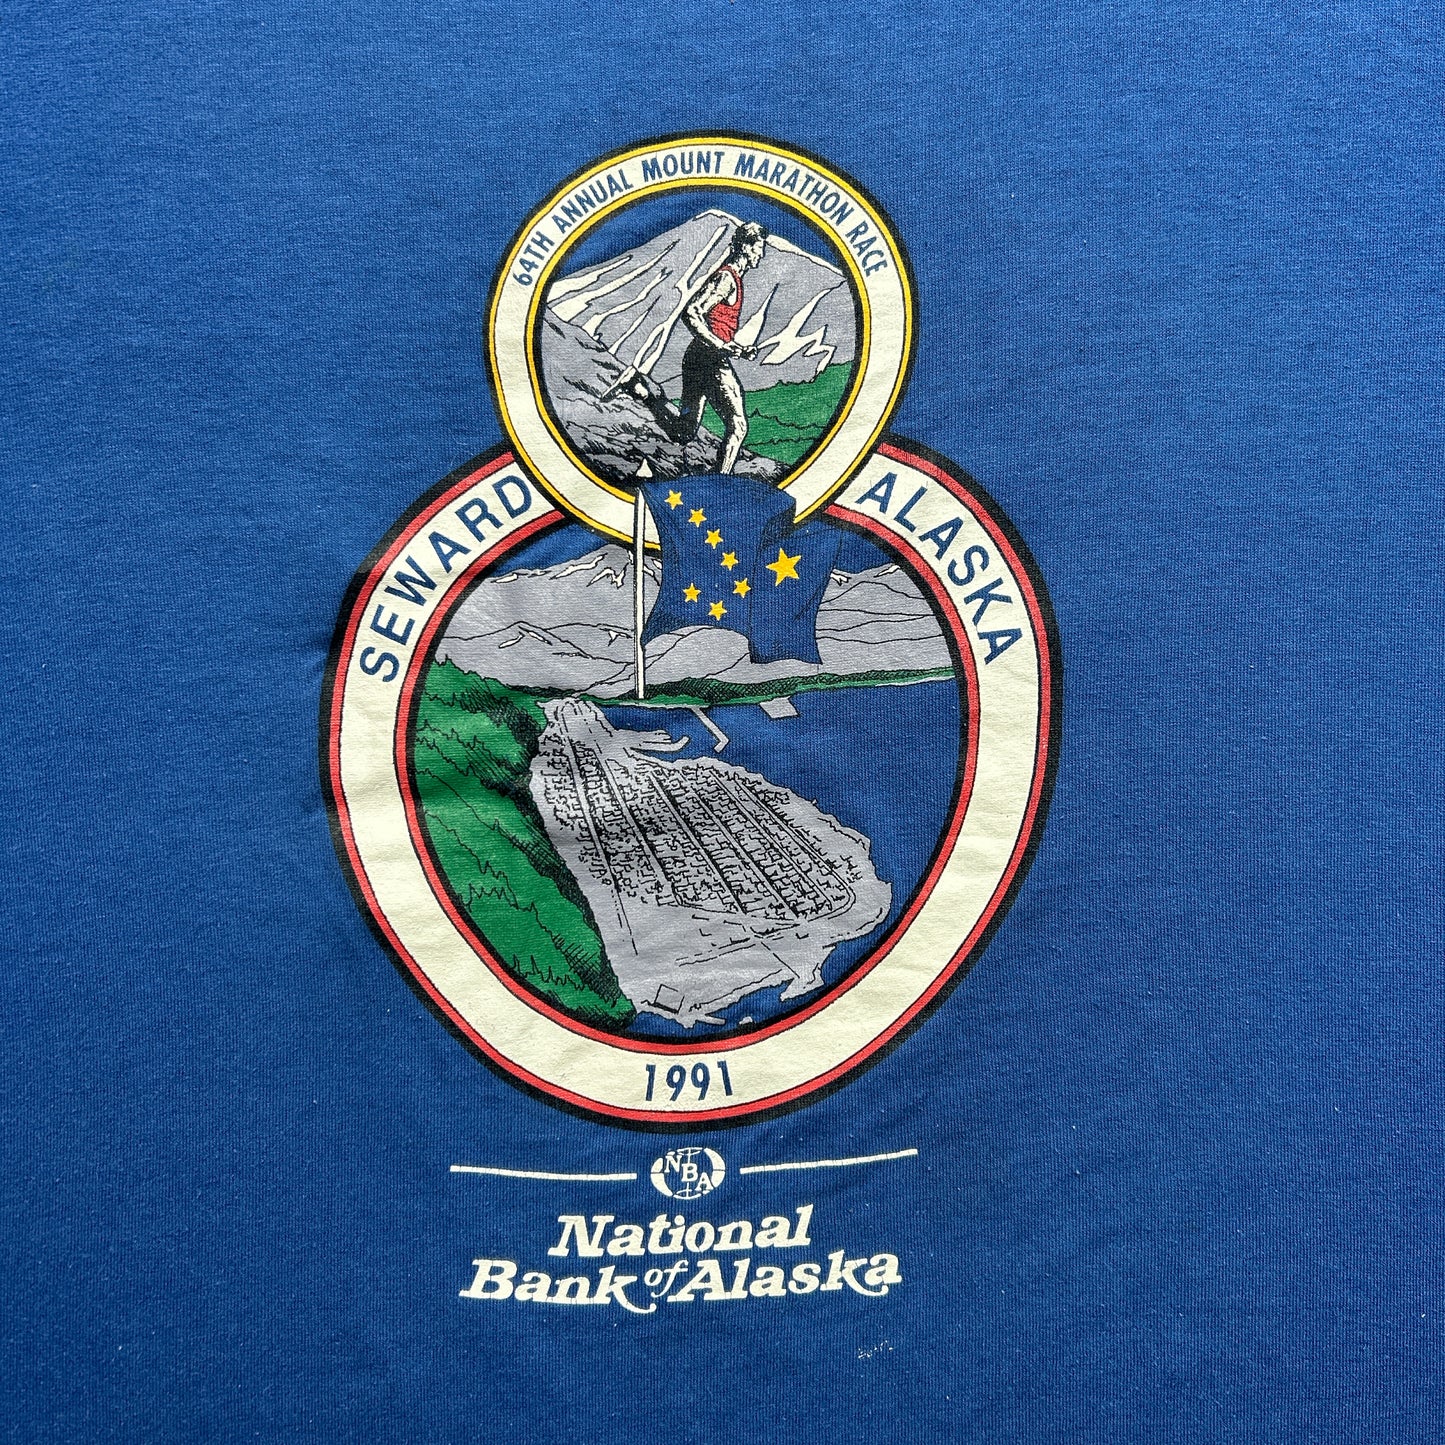 64TH ANNUAL MOUNT MARATHON RACE
SEWARD ALASKA
1991
NBA
National
Bank of Alaska